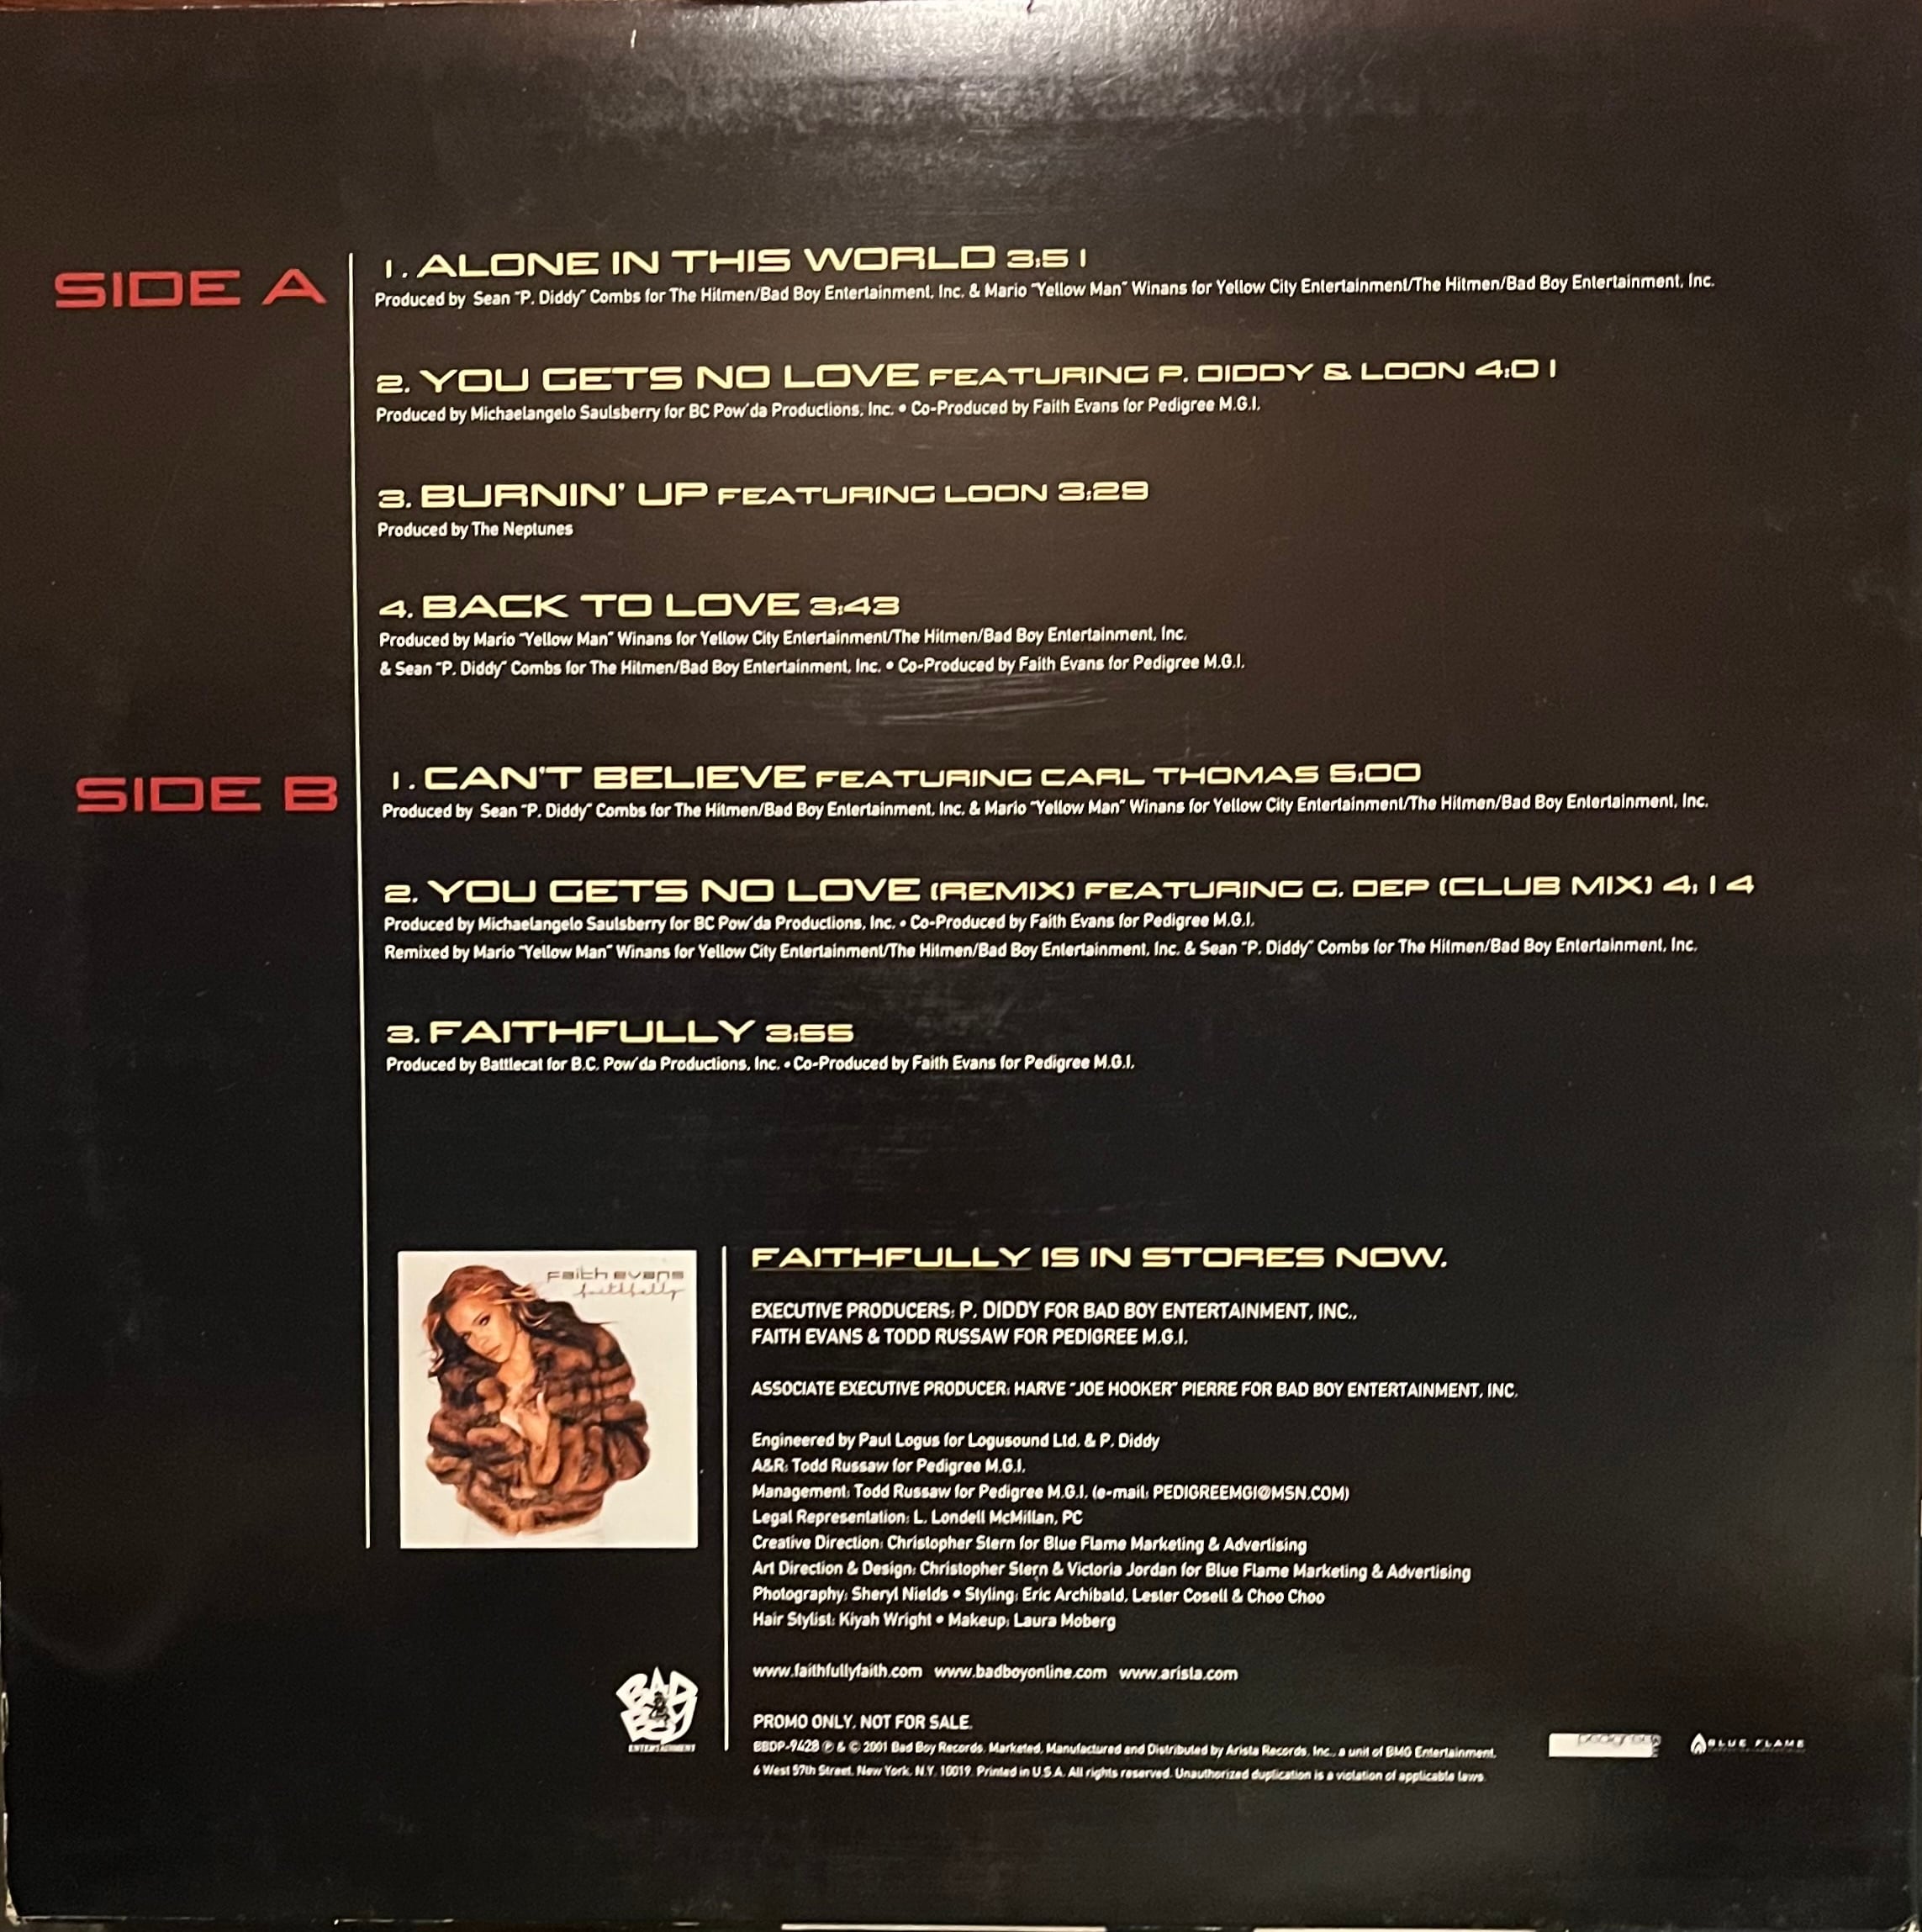 SIDE A
1. ALONE IN THIS WORLD 3:51
Produced by Sean "P. Diddy" Combs for The Hitmen/Bad Boy Entertainment, Inc. & Mario "Yellow Man" Winans for Yellow City Entertainment/The Hitmen/Bad Boy Entertainment, Inc.
2. YOU GETS NO LOVE FEATURING P. DIDDY & LOON 4:01
Produced by Michaelangelo Saulsberry for BC Pow'da Productions, Inc. • Co-Produced by Faith Evans for Pedigree M.G.I.
3. BURNIN' UP FEATURING LOON 3:29
Produced by The Neptunes
4. BACK TO LOVE 3:43
Produced by Mario "Yellow Man" Winans for Yellow City Entertainment/The Hitmen/Bad Boy Entertainment, Inc.
& Sean "P. Diddy" Combs for The Hitmen/Bad Boy Entertainment, Inc. • Co-Produced by Faith Evans for Pedigree M.G.I.
SIDE B
1. CAN'T BELIEVE FEATURING CARL THOMAS 5:00
Produced by Sean "P. Diddy" Combs for The Hitmen/Bad Boy Entertainment, Inc. & Mario "Yellow Man" Winans for Yellow City Entertainment/The Hitmen/Bad Boy Entertainment, Inc.
2. YOU GETS NO LOVE (REMIX) FEATURING G. DEP (CLUB MIX) 4:14
Produced by Michaelangelo Saulsberry for BC Pow'da Productions, Inc. • Co-Produced by Faith Evans for Pedigree M.G.I.
Remixed by Mario "Yellow Man" Winans for Yellow City Entertainment/The Hitmen/Bad Boy Entertainment, Inc. & Sean "P. Diddy" Combs for The Hitmen/Bad Boy Entertainment, Inc.
3. FAITHFULLY 3:55
Produced by Battlecat for B.C. Pow'da Productions, Inc. • Co-Produced by Faith Evans for Pedigree M.G.I.
faith evans
faithfully
FAITHFULLY IS IN STORES NOW.
EXECUTIVE PRODUCERS: P. DIDDY FOR BAD BOY ENTERTAINMENT, INC.,
FAITH EVANS & TODD RUSSAW FOR PEDIGREE M.G.I.
ASSOCIATE EXECUTIVE PRODUCER: HARVE "JOE HOOKER" PIERRE FOR BAD BOY ENTERTAINMENT, INC.
Engineered by Paul Logus for Logusound Ltd. & P. Diddy
A&R: Todd Russaw for Pedigree M.G.I.
Management: Todd Russaw for Pedigree M.G.I. (e-mail: PEDIGREEMGI@MSN.COM)
Legal Representation: L. Londell McMillan, PC
Creative Direction: Christopher Stern for Blue Flame Marketing & Advertising
Art Direction & Design: Christopher Stern & Victoria Jordan for Blue Flame Marketing & Advertising
Photography: Sheryl Nields • Styling: Eric Archibald, Lester Cosell & Choo Choo
Hair Stylist: Kiyah Wright • Makeup: Laura Moberg
www.faithfullyfaith.com www.badboyonline.com www.arista.com
BAD BOY
ENTERTAINMENT
PROMO ONLY. NOT FOR SALE.
BBDP-9428 ℗ & © 2001 Bad Boy Records. Marketed, Manufactured and Distributed by Arista Records, Inc., a unit of BMG Entertainment,
6 West 57th Street, New York, N.Y. 10019. Printed in U.S.A. All rights reserved. Unauthorized duplication is a violation of applicable laws.
pedigree
BLUE FLAME